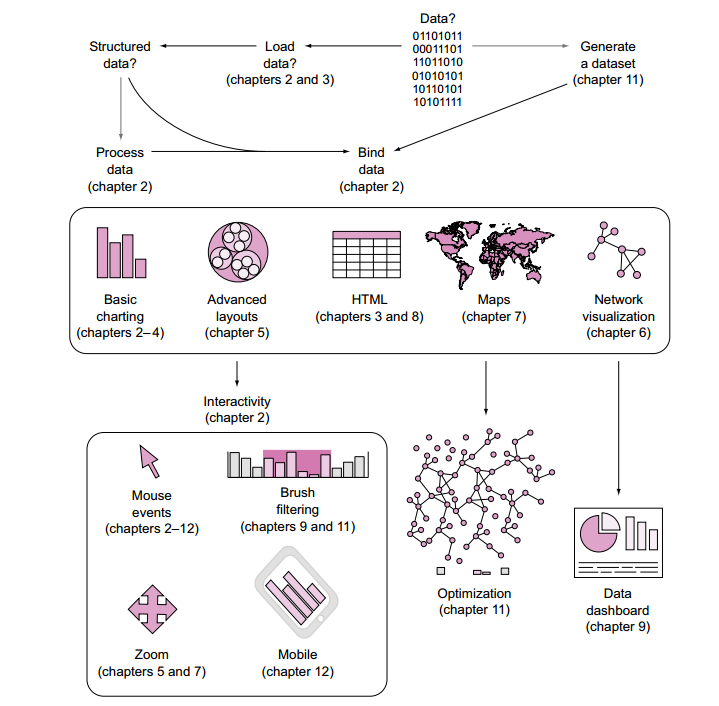 Data?
01101011
00011101
11011010
01010101
10110101
10101111
Structured
data?
Load
data?
(chapters 2 and 3)
Generate
a dataset
(chapter 11)
Process
data
(chapter 2)
Bind
data
(chapter 2)
Basic
charting
(chapters 2–4)
Advanced
layouts
(chapter 5)
HTML
(chapters 3 and 8)
Maps
(chapter 7)
Network
visualization
(chapter 6)
Interactivity
(chapter 2)
Mouse
events
(chapters 2–12)
Brush
filtering
(chapters 9 and 11)
Zoom
(chapters 5 and 7)
Mobile
(chapter 12)
Optimization
(chapter 11)
Data
dashboard
(chapter 9)